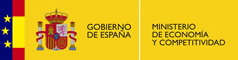 GOBIERNO
DE ESPAÑA
MINISTERIO
DE ECONOMÍA
Y COMPETITIVIDAD